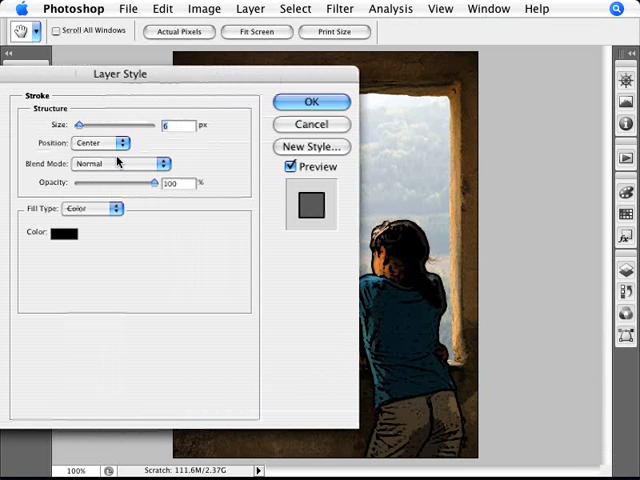 Photoshop File Edit Image Layer Select Filter Analysis View Window Help
Scroll All Windows Actual Pixels Fit Screen Print Size
Layer Style
Stroke
Structure
Size: 6 px
Position: Center
Blend Mode: Normal
Opacity: 100 %
Fill Type: Color
Color:
OK
Cancel
New Style...
Preview
100% Scratch: 111.6M/2.37G